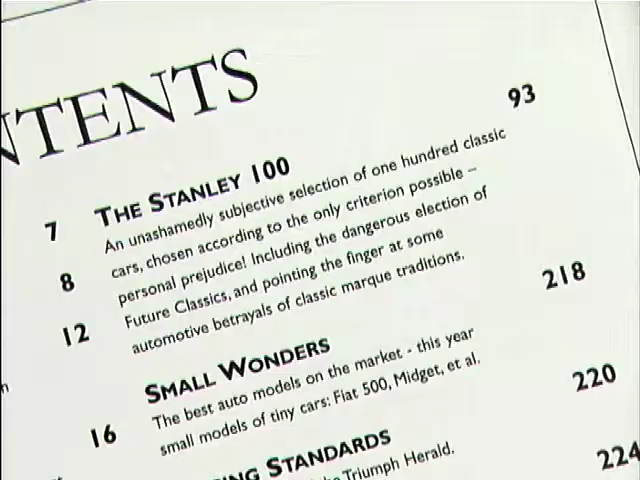 NTENTS
93
7 THE STANLEY 100
An unashamedly subjective selection of one hundred classic
8 cars, chosen according to the only criterion possible –
personal prejudice! Including the dangerous election of
12 Future Classics, and pointing the finger at some
automotive betrayals of classic marque traditions.
218
SMALL WONDERS
The best auto models on the market - this year
16 small models of tiny cars: Fiat 500, Midget, et al.
220
NG STANDARDS
Triumph Herald.
224